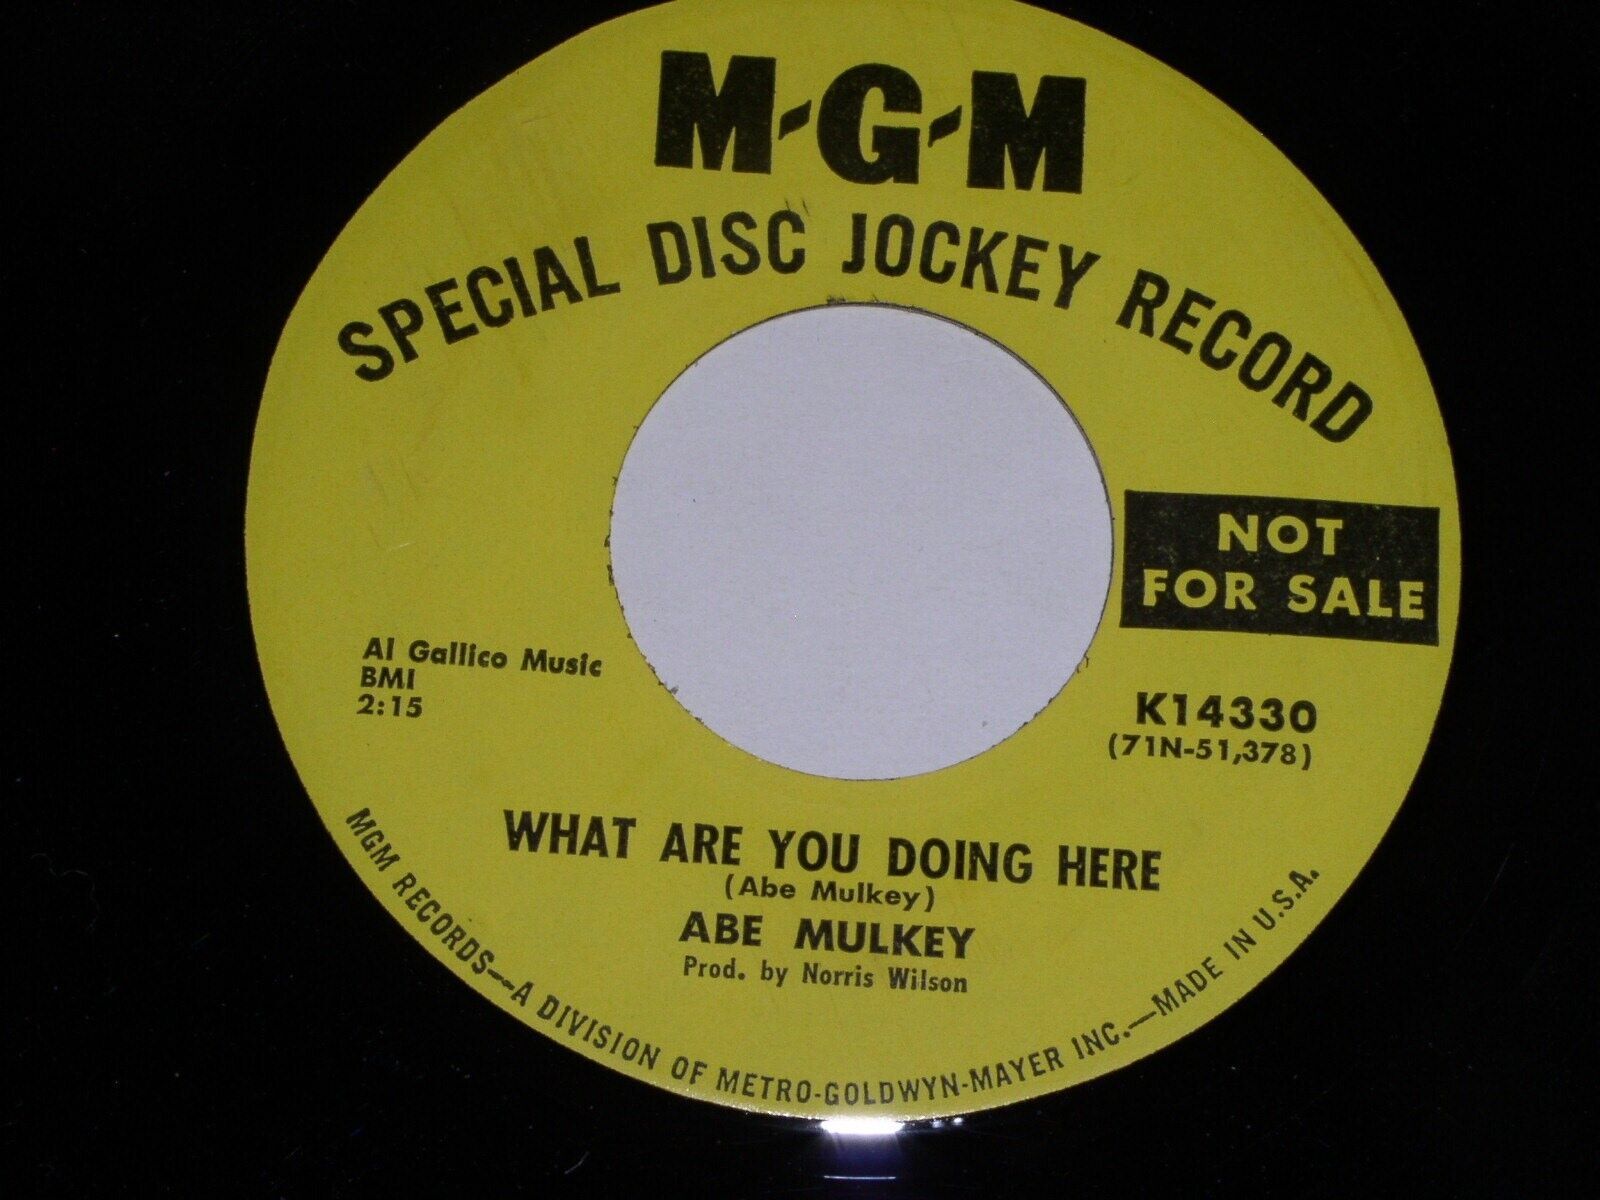 M-G-M
SPECIAL DISC JOCKEY RECORD
NOT
FOR SALE
Al Gallico Music
BMI
2:15
K14330
(71N-51,378)
WHAT ARE YOU DOING HERE
(Abe Mulkey)
ABE MULKEY
Prod. by Norris Wilson
MGM RECORDS—A DIVISION OF METRO-GOLDWYN-MAYER INC.—MADE IN U.S.A.